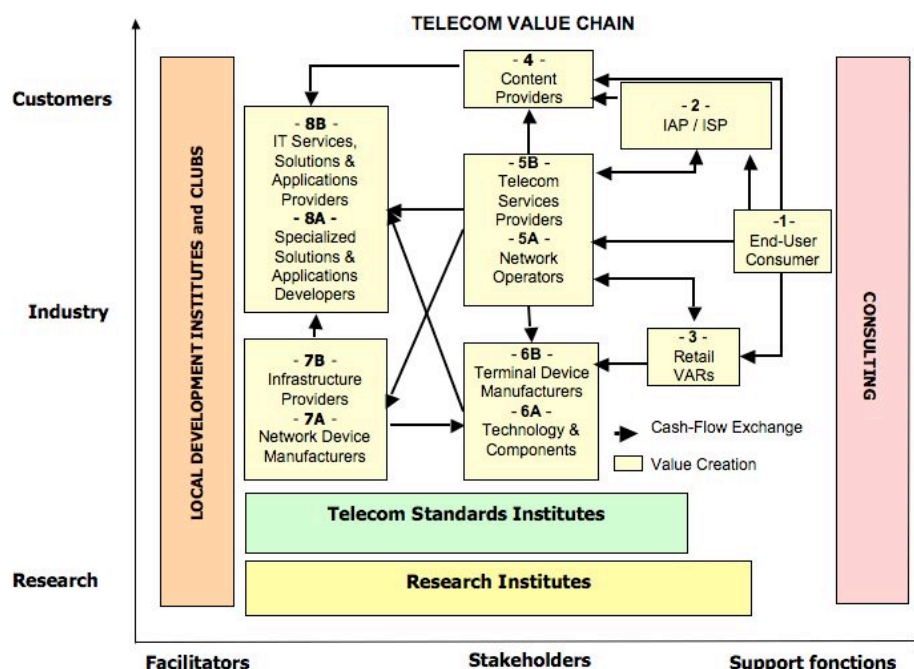 TELECOM VALUE CHAIN
Customers
Industry
Research
LOCAL DEVELOPMENT INSTITUTES and CLUBS
- 4 -
Content
Providers
- 2 -
IAP / ISP
- 8B -
IT Services,
Solutions &
Applications
Providers
- 8A -
Specialized
Solutions &
Applications
Developers
- 5B -
Telecom
Services
Providers
- 5A -
Network
Operators
-1-
End-User
Consumer
- 3 -
Retail
VARs
- 7B -
Infrastructure
Providers
- 7A -
Network Device
Manufacturers
- 6B -
Terminal Device
Manufacturers
- 6A -
Technology &
Components
Cash-Flow Exchange
Value Creation
CONSULTING
Telecom Standards Institutes
Research Institutes
Facilitators
Stakeholders
Support fonctions